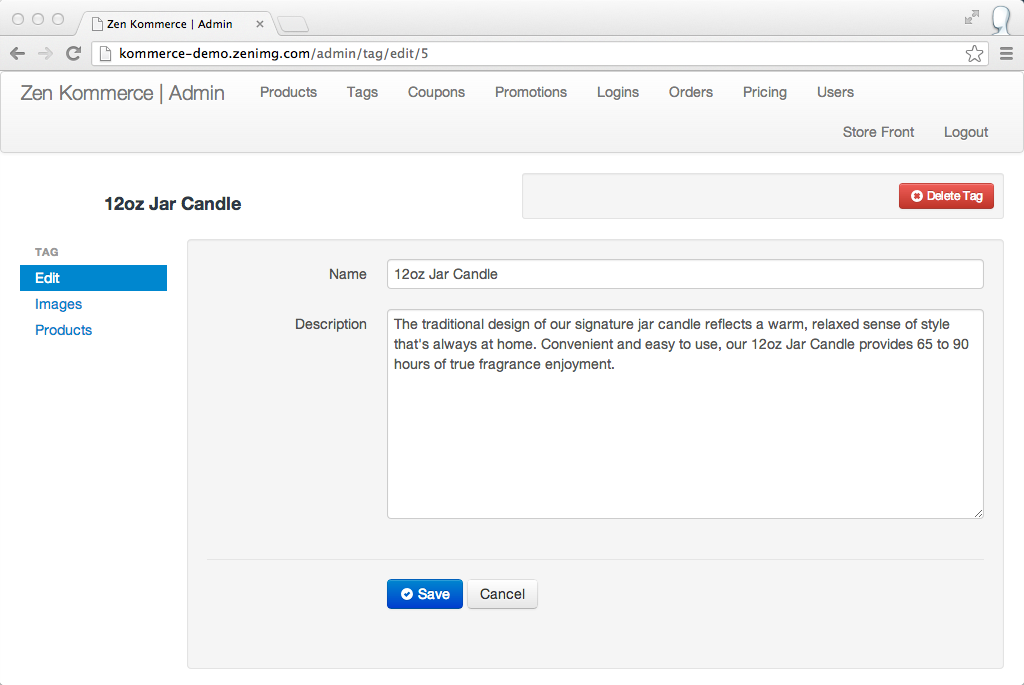 Zen Kommerce | Admin
kommerce-demo.zenimg.com/admin/tag/edit/5
Zen Kommerce | Admin Products Tags Coupons Promotions Logins Orders Pricing Users
Store Front Logout
12oz Jar Candle
Delete Tag
TAG
Edit
Images
Products
Name 12oz Jar Candle
Description The traditional design of our signature jar candle reflects a warm, relaxed sense of style
that's always at home. Convenient and easy to use, our 12oz Jar Candle provides 65 to 90
hours of true fragrance enjoyment.
Save Cancel